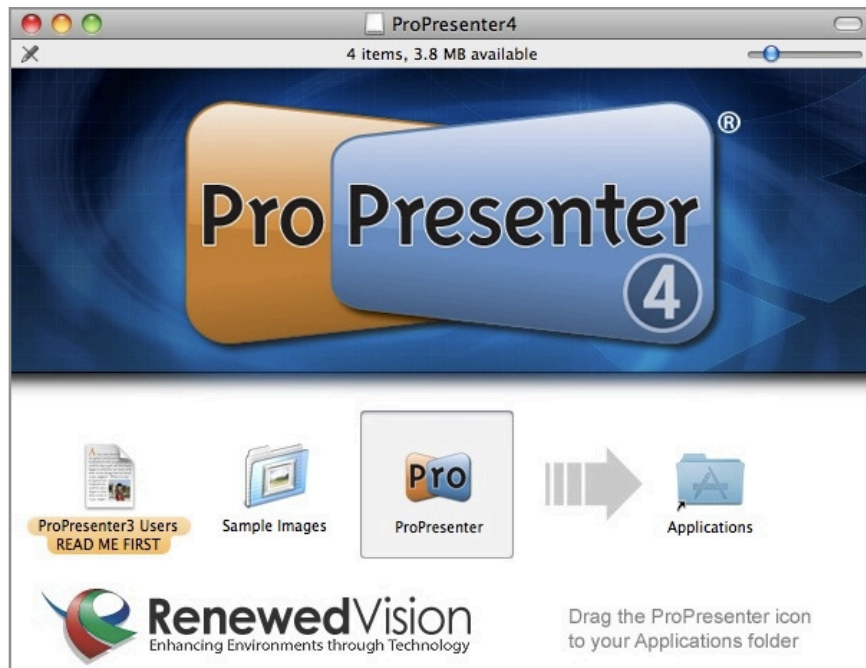 ProPresenter4
4 items, 3.8 MB available
Pro Presenter ®
4
Pro
ProPresenter3 Users
READ ME FIRST
Sample Images
ProPresenter
Applications
RenewedVision
Enhancing Environments through Technology
Drag the ProPresenter icon
to your Applications folder